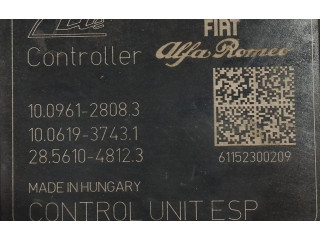 FIAT
Controller Alfa Romeo
10.0961-2808.3
10.0619-3743.1
28.5610-4812.3
61152300209
MADE IN HUNGARY
CONTROL UNIT ESP